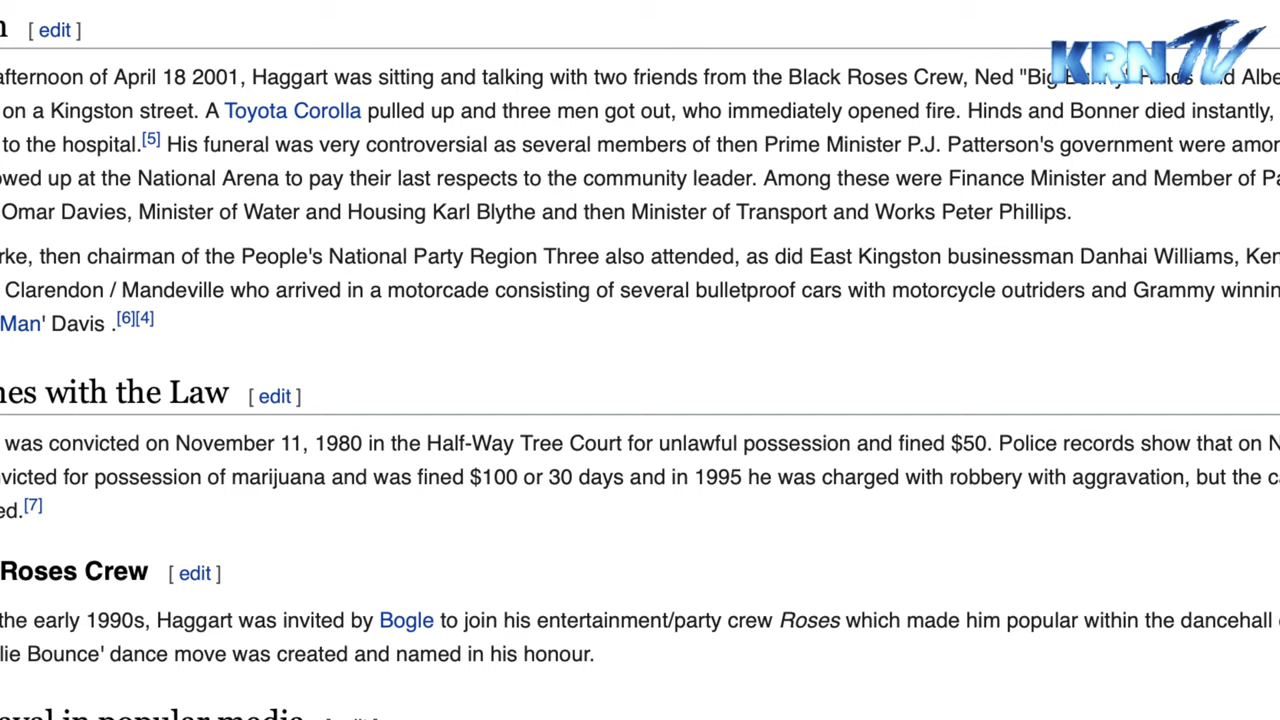 [ edit ]
KRNTV
afternoon of April 18 2001, Haggart was sitting and talking with two friends from the Black Roses Crew, Ned "Big
on a Kingston street. A Toyota Corolla pulled up and three men got out, who immediately opened fire. Hinds and Bonner died instantly,
to the hospital.[5] His funeral was very controversial as several members of then Prime Minister P.J. Patterson's government were
up at the National Arena to pay their last respects to the community leader. Among these were Finance Minister and Member of
Omar Davies, Minister of Water and Housing Karl Blythe and then Minister of Transport and Works Peter Phillips.
then chairman of the People's National Party Region Three also attended, as did East Kingston businessman Danhai Williams,
Clarendon / Mandeville who arrived in a motorcade consisting of several bulletproof cars with motorcycle outriders and Grammy
Man' Davis .[6][4]
with the Law [ edit ]
was convicted on November 11, 1980 in the Half-Way Tree Court for unlawful possession and fined $50. Police records show that on
for possession of marijuana and was fined $100 or 30 days and in 1995 he was charged with robbery with aggravation, but the
[7]
Roses Crew [ edit ]
the early 1990s, Haggart was invited by Bogle to join his entertainment/party crew Roses which made him popular within the dancehall
Bounce' dance move was created and named in his honour.
in popular media